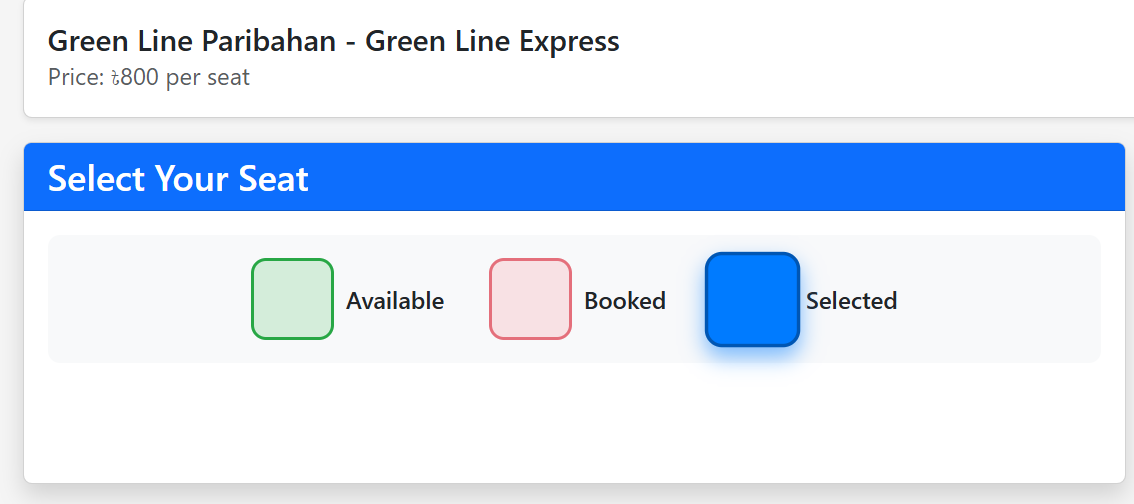 Green Line Paribahan - Green Line Express
Price: ৳800 per seat
Select Your Seat
Available
Booked
Selected